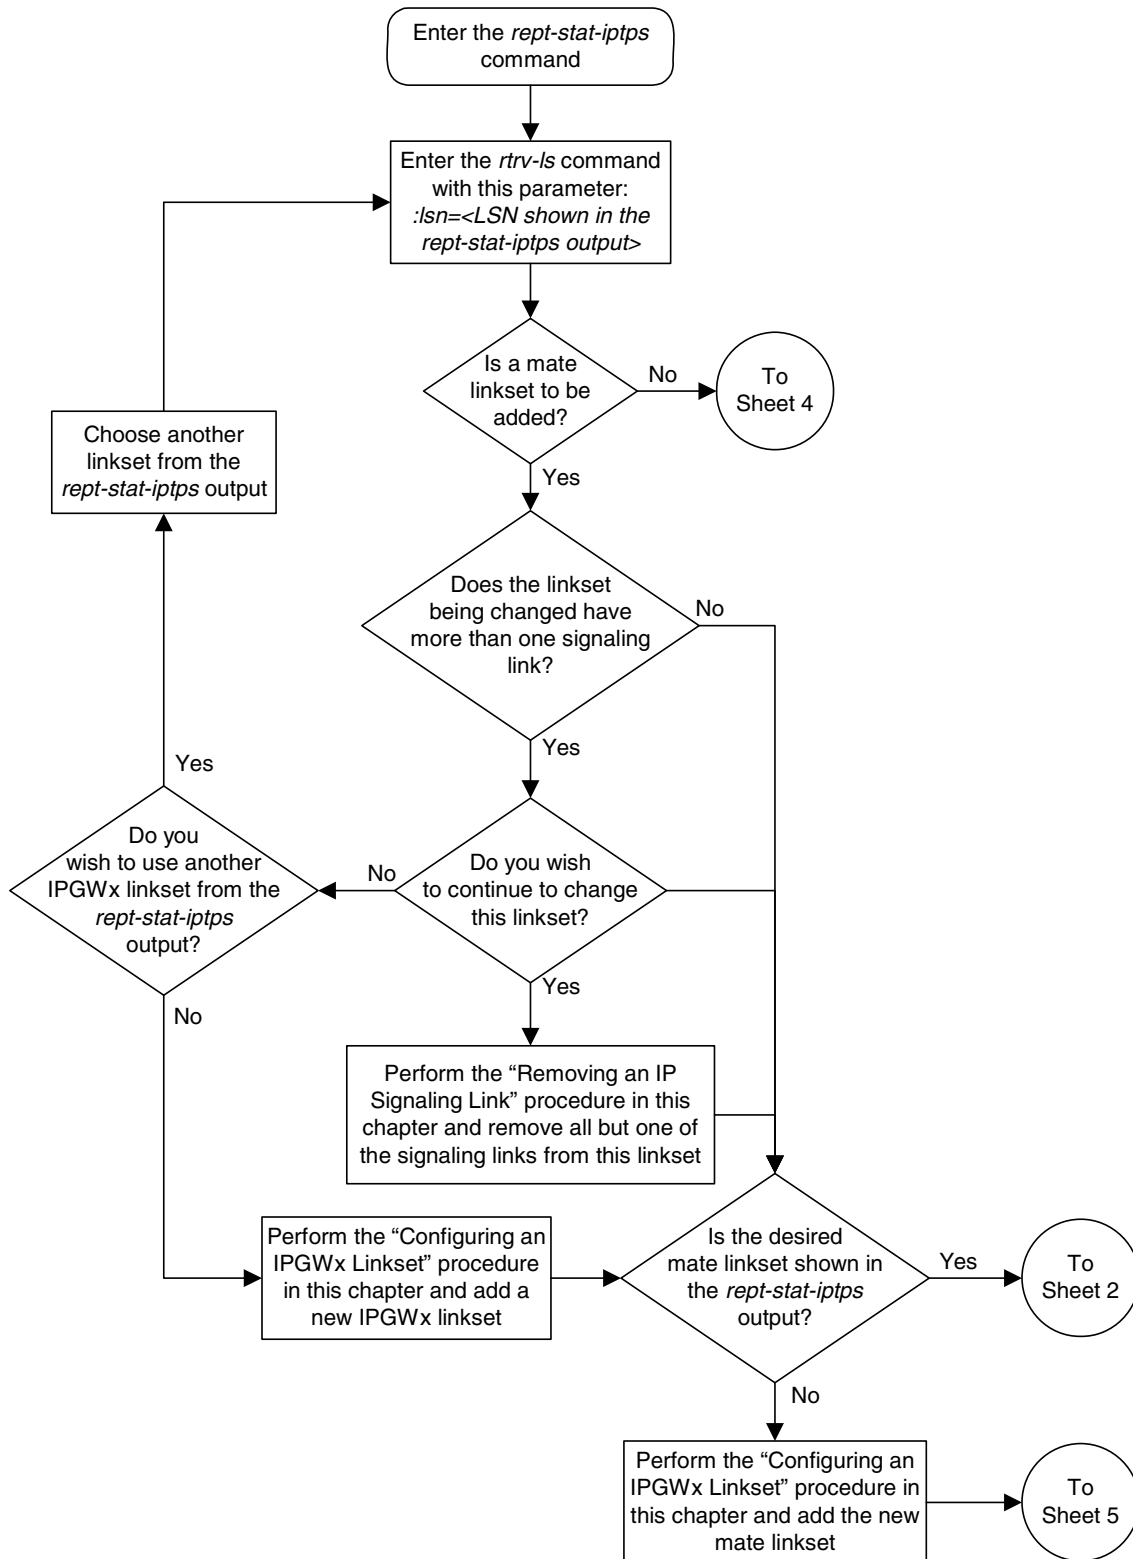 Enter the rept-stat-iptps
command
Enter the rtrv-ls command
with this parameter:
:lsn=<LSN shown in the
rept-stat-iptps output>
Is a mate
linkset to be
added?
No
To
Sheet 4
Yes
Choose another
linkset from the
rept-stat-iptps output
Does the linkset
being changed have
more than one signaling
link?
No
Yes
Yes
Do you
wish to use another
IPGWx linkset from the
rept-stat-iptps
output?
No
Do you wish
to continue to change
this linkset?
Yes
No
Perform the “Removing an IP
Signaling Link” procedure in this
chapter and remove all but one of
the signaling links from this linkset
Perform the “Configuring an
IPGWx Linkset” procedure
in this chapter and add a
new IPGWx linkset
Is the desired
mate linkset shown in
the rept-stat-iptps
output?
Yes
To
Sheet 2
No
Perform the “Configuring an
IPGWx Linkset” procedure in
this chapter and add the new
mate linkset
To
Sheet 5